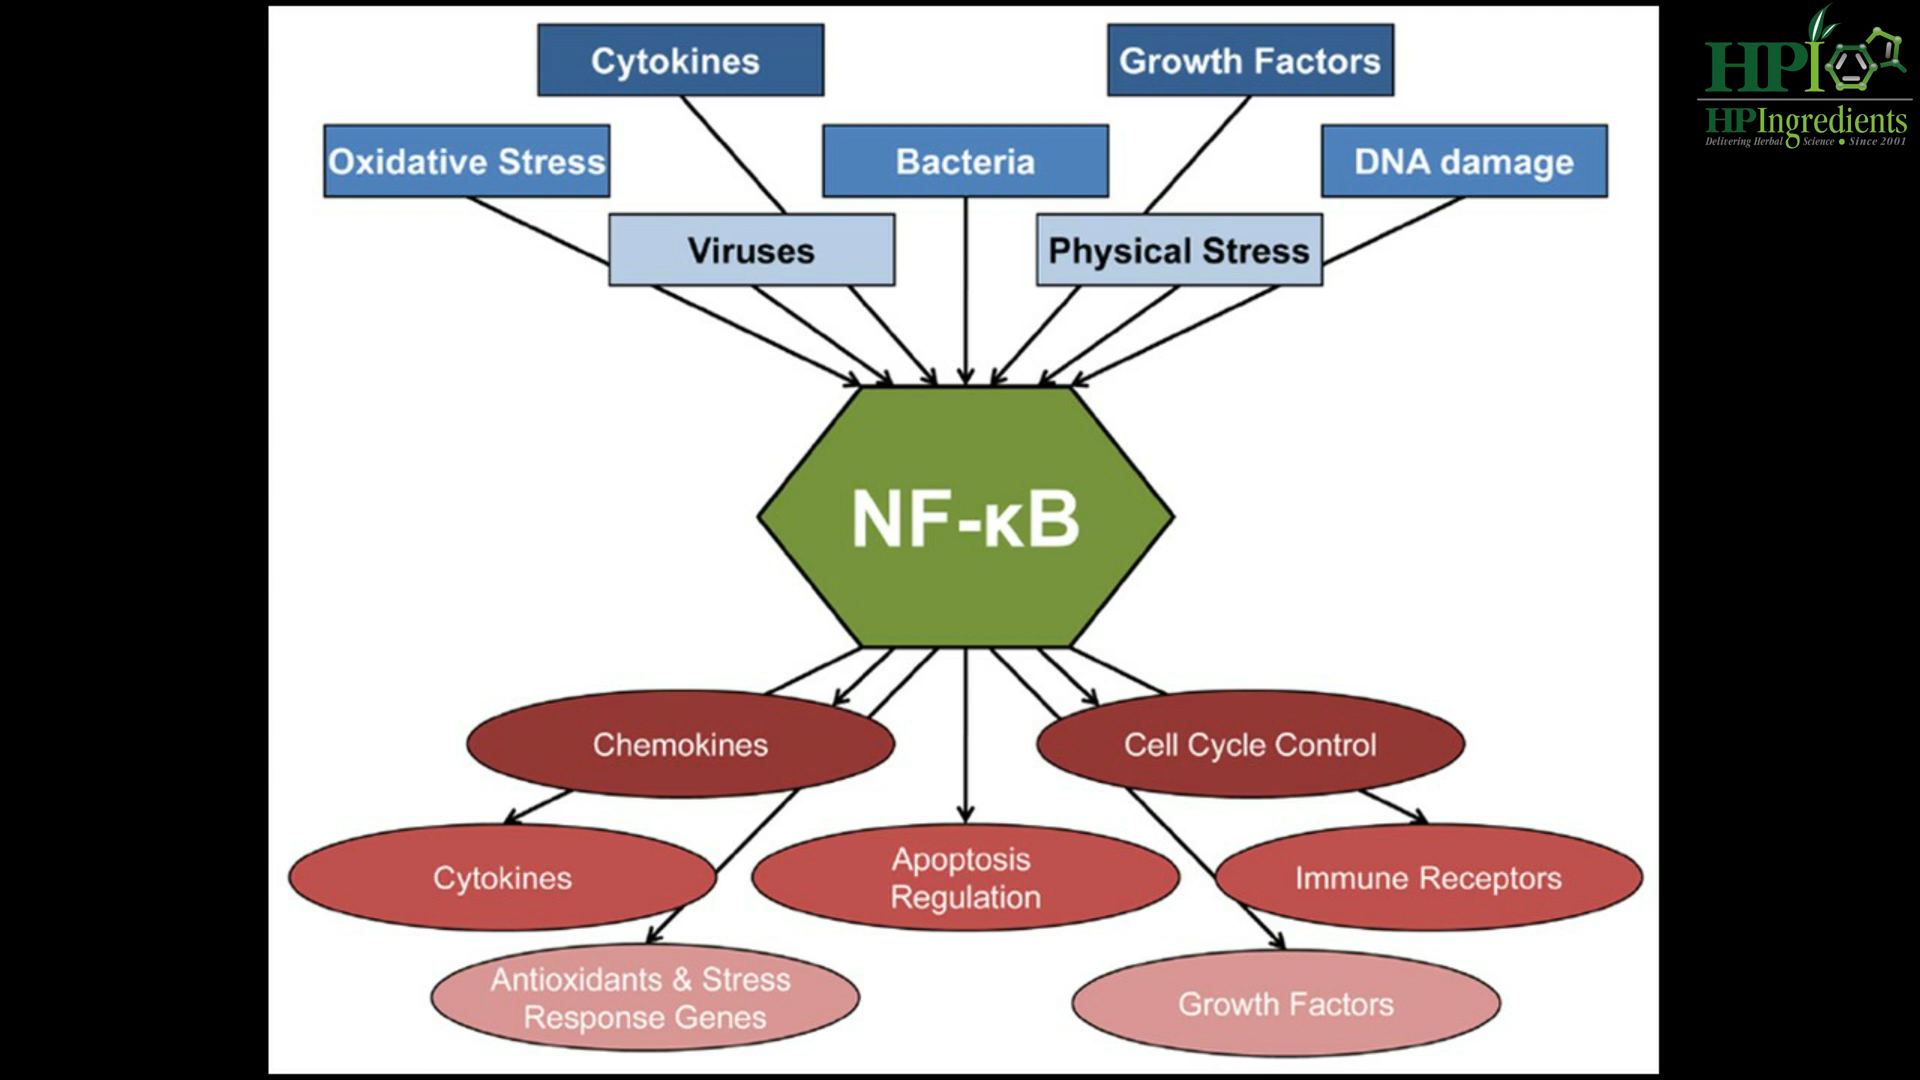 Cytokines
Growth Factors
Oxidative Stress
Bacteria
DNA damage
Viruses
Physical Stress
NF-κB
Chemokines
Cell Cycle Control
Cytokines
Apoptosis
Regulation
Immune Receptors
Antioxidants & Stress
Response Genes
Growth Factors
HPI
HPIngredients
Delivering Herbal Science • Since 2001